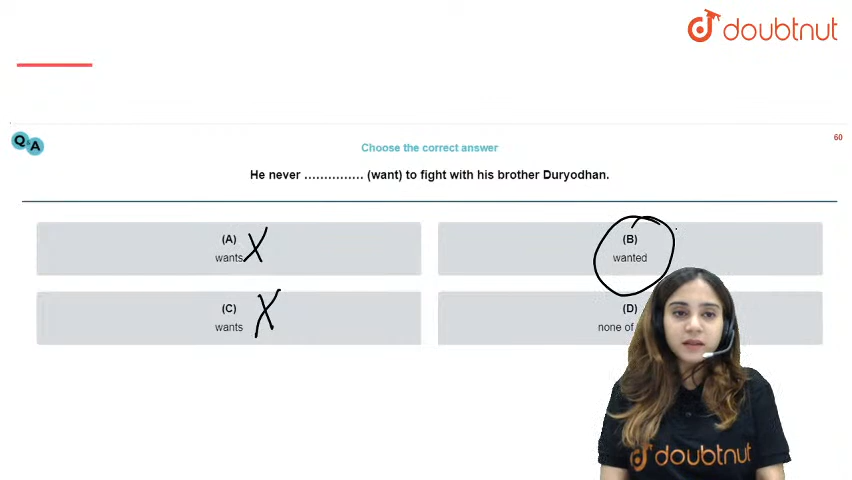 doubtnut
Q A
60
Choose the correct answer
He never …………… (want) to fight with his brother Duryodhan.
(A)
wants
(B)
wanted
(C)
wants
(D)
none of
doubtnut